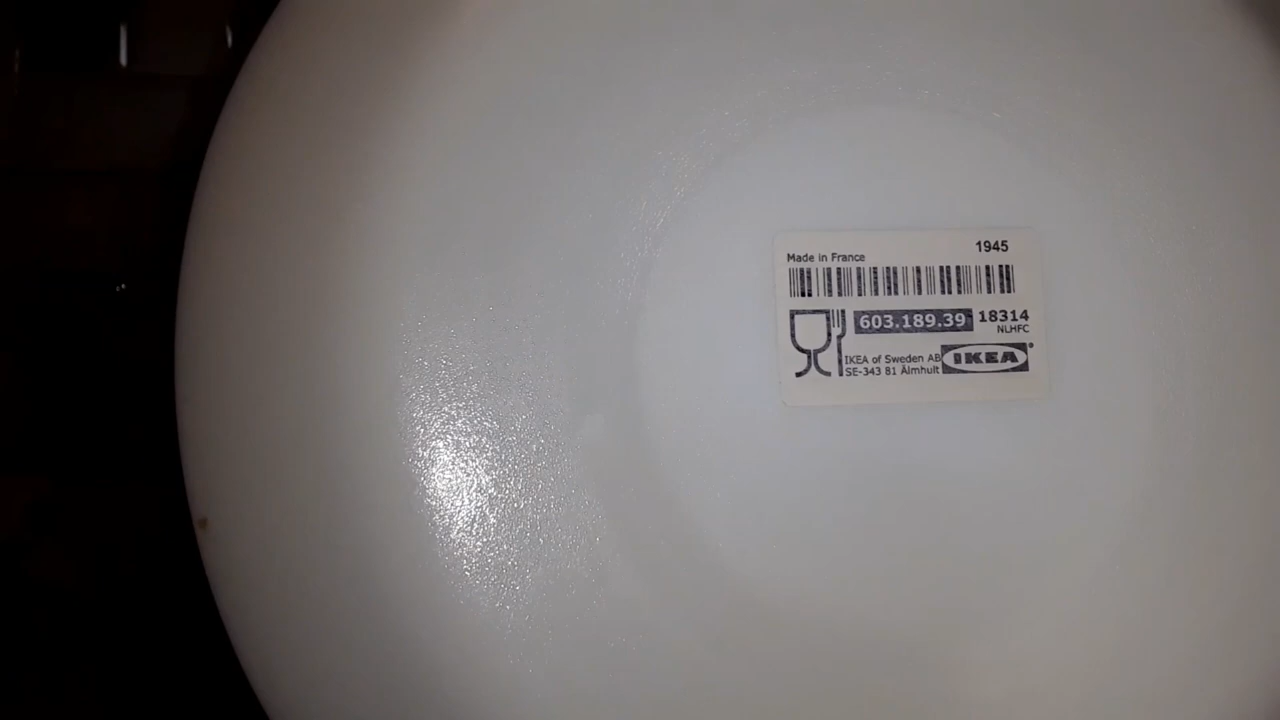 1945
Made in France
603.189.39
18314
NLHFC
IKEA of Sweden AB
SE-343 81 Älmhult
IKEA®